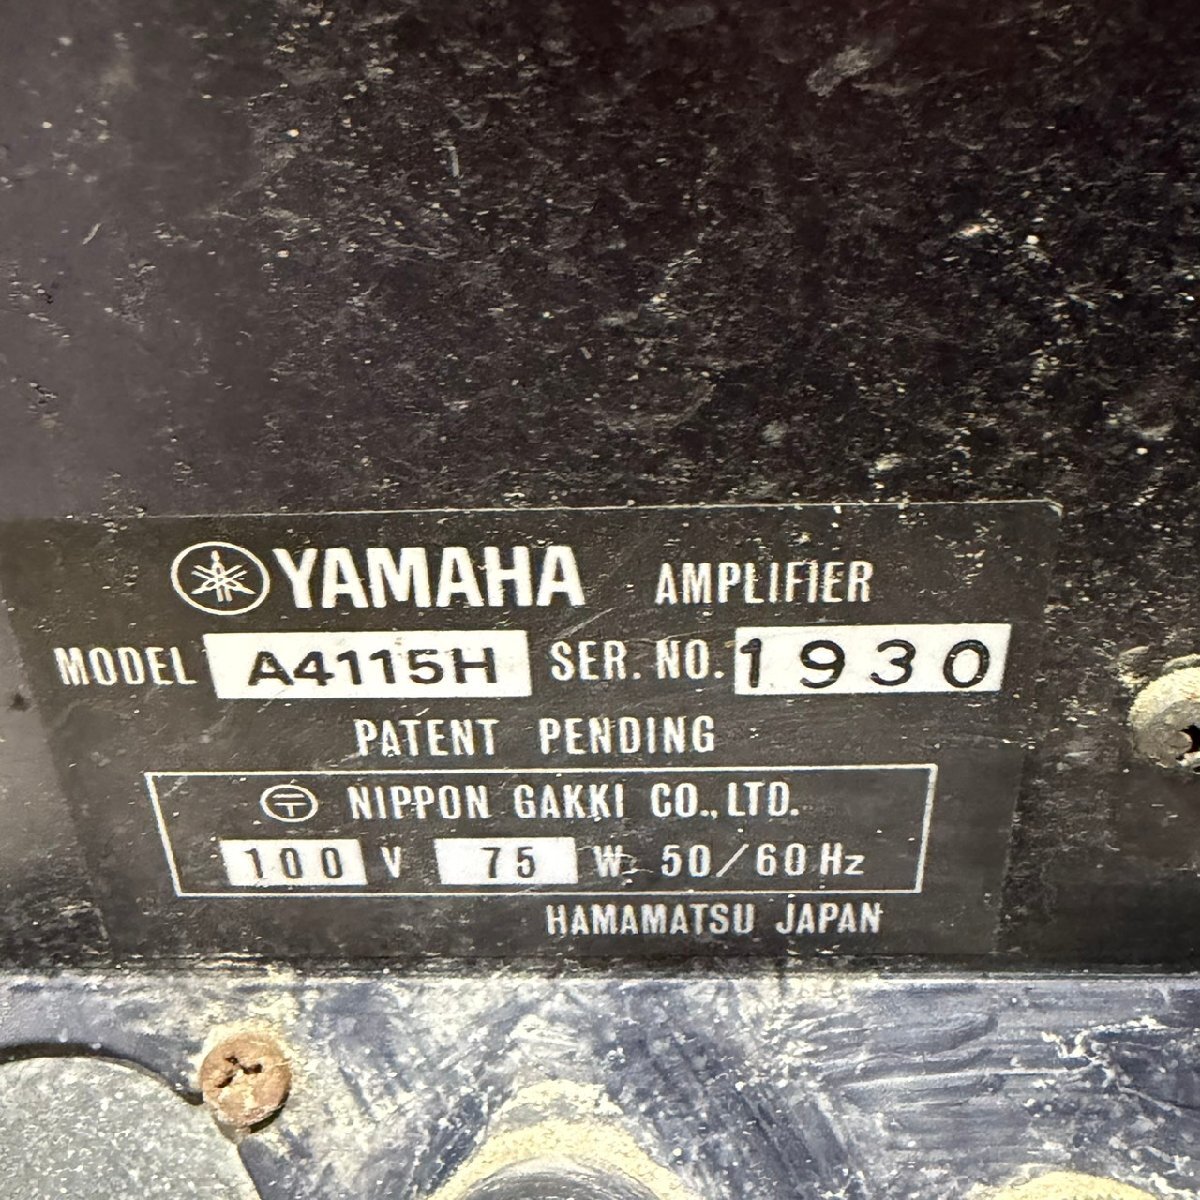 YAMAHA AMPLIFIER
MODEL A4115H SER. NO. 1930
PATENT PENDING
〒 NIPPON GAKKI CO., LTD.
100 V 75 W 50/60 Hz
HAMAMATSU JAPAN